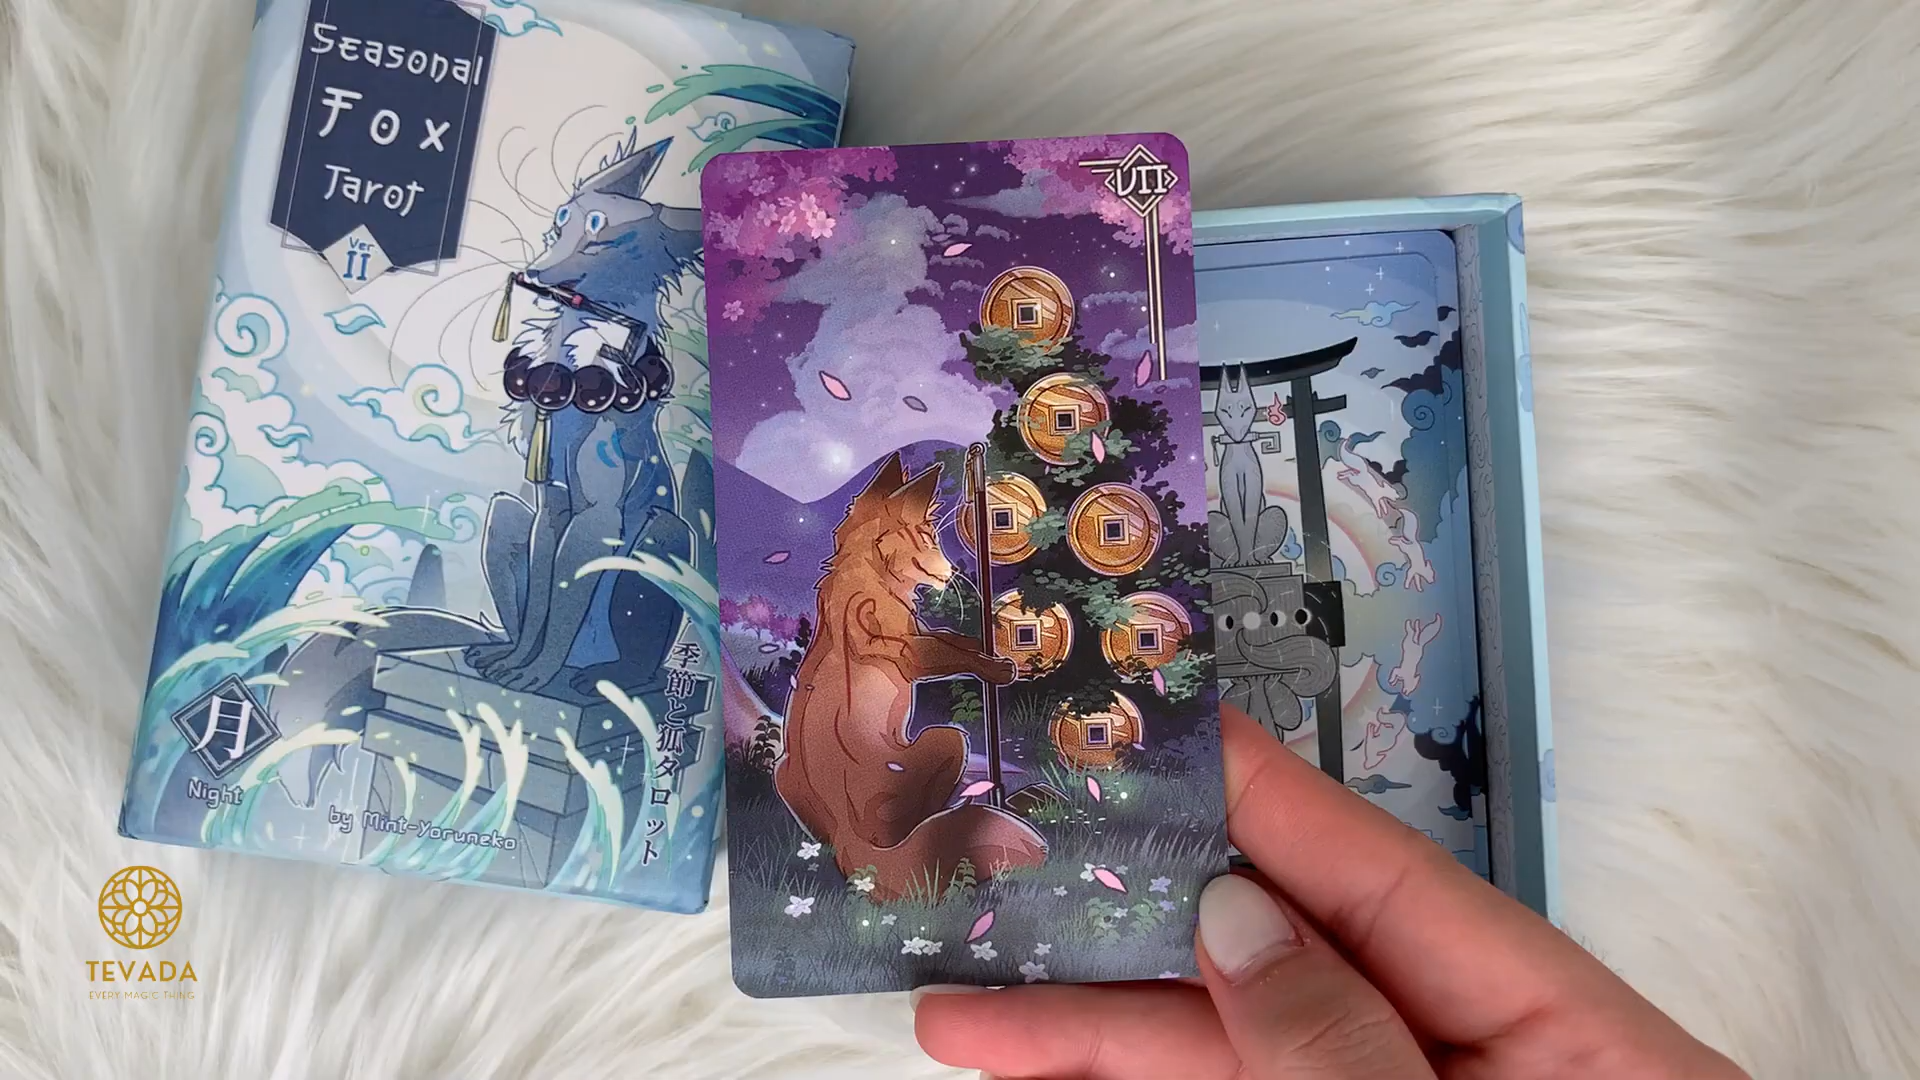 Seasonal
Fox
Tarot
Ver
II
VII
季節と狐タロット
月
Night
by Mint-Yoruneko
TEVADA
EVERY MAGIC THING